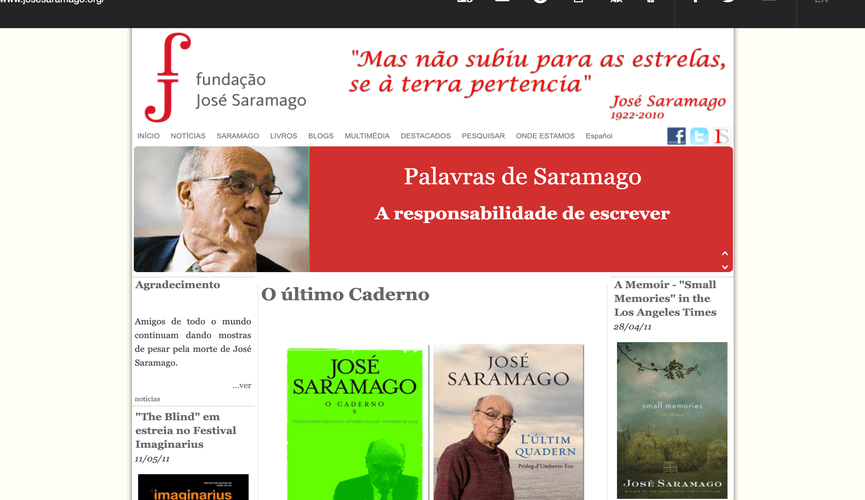 www.josesaramago.org/
EN
fundação
José Saramago
"Mas não subiu para as estrelas,
se à terra pertencia"
José Saramago
1922-2010
INÍCIO NOTÍCIAS SARAMAGO LIVROS BLOGS MULTIMÉDIA DESTACADOS PESQUISAR ONDE ESTAMOS Español
Palavras de Saramago
A responsabilidade de escrever
Agradecimento
Amigos de todo o mundo
continuam dando mostras
de pesar pela morte de José
Saramago.
...ver
noticias
"The Blind" em
estreia no Festival
Imaginarius
11/05/11
imaginarius
O último Caderno
JOSÉ
SARAMAGO
O CADERNO
2
JOSÉ
SARAMAGO
L'ÚLTIM
QUADERN
Pròleg d'Umberto Eco
A Memoir - "Small
Memories" in the
Los Angeles Times
28/04/11
small memories
JOSÉ SARAMAGO